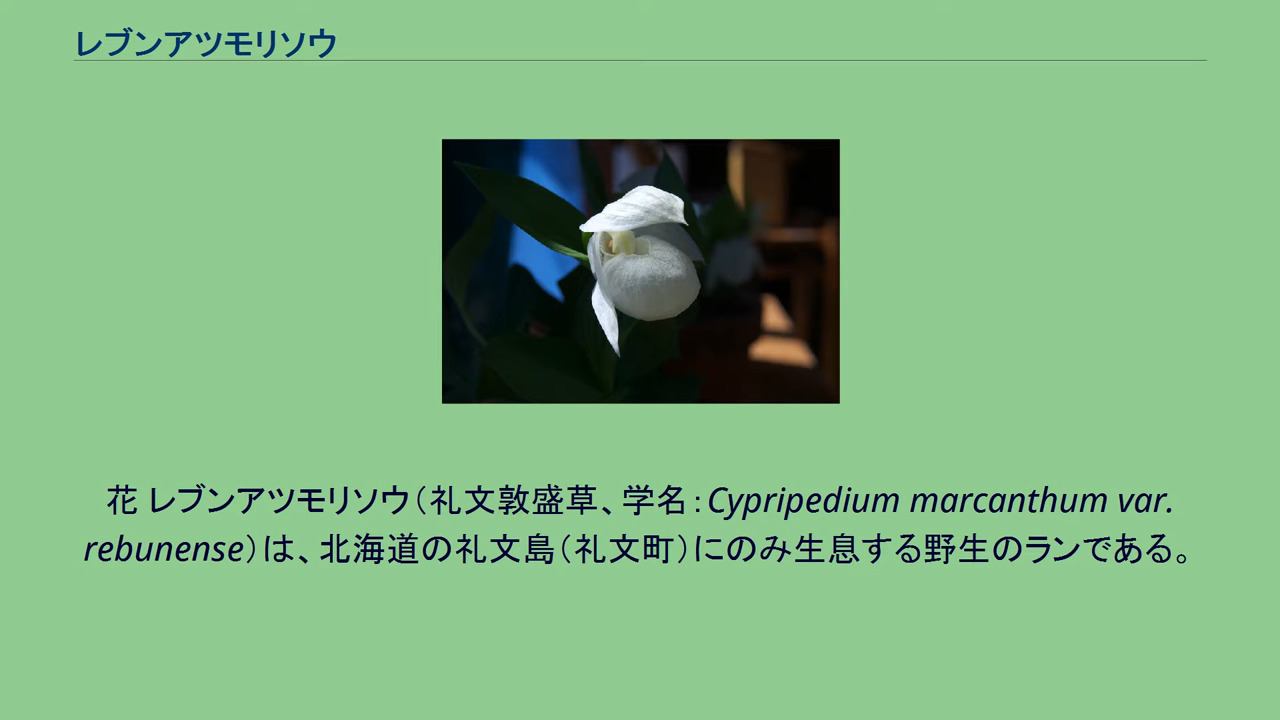 レブンアツモリソウ
花 レブンアツモリソウ（礼文敦盛草、学名：Cypripedium marcanthum var.
rebunense）は、北海道の礼文島（礼文町）にのみ生息する野生のランである。